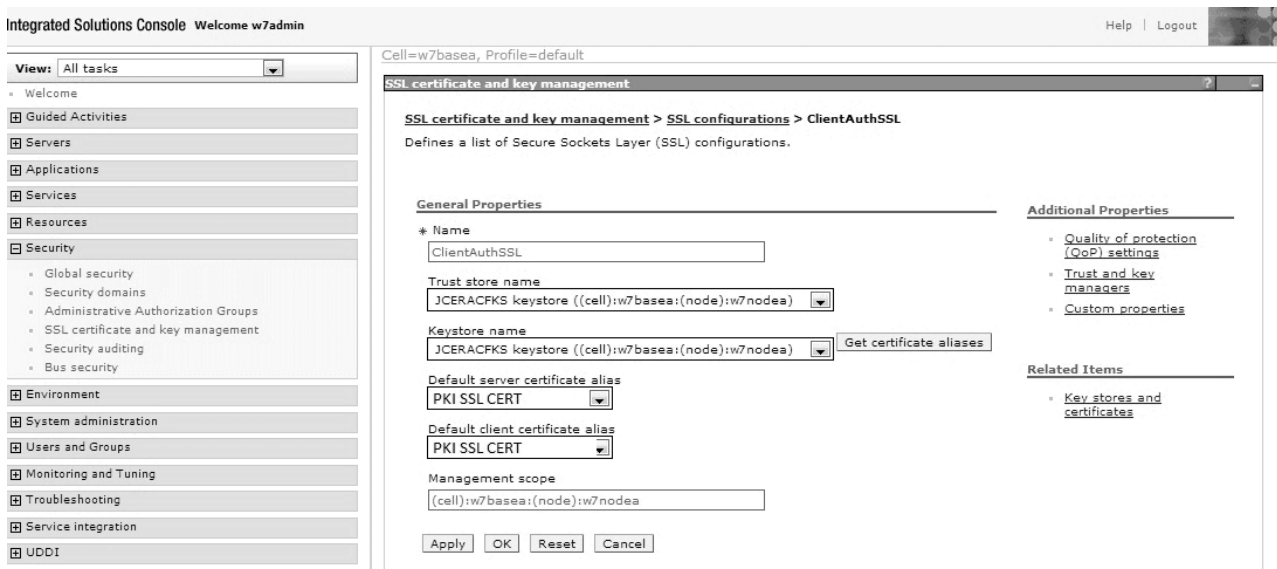 Integrated Solutions Console Welcome w7admin
Help | Logout
View: All tasks
Welcome
Guided Activities
Servers
Applications
Services
Resources
Security
Global security
Security domains
Administrative Authorization Groups
SSL certificate and key management
Security auditing
Bus security
Environment
System administration
Users and Groups
Monitoring and Tuning
Troubleshooting
Service integration
UDDI
Cell=w7basea, Profile=default
SSL certificate and key management ? _
SSL certificate and key management > SSL configurations > ClientAuthSSL
Defines a list of Secure Sockets Layer (SSL) configurations.
General Properties
* Name
ClientAuthSSL
Trust store name
JCERACFKS keystore ((cell):w7basea:(node):w7nodea)
Keystore name
JCERACFKS keystore ((cell):w7basea:(node):w7nodea)
Get certificate aliases
Default server certificate alias
PKI SSL CERT
Default client certificate alias
PKI SSL CERT
Management scope
(cell):w7basea:(node):w7nodea
Apply OK Reset Cancel
Additional Properties
Quality of protection
(QoP) settings
Trust and key
managers
Custom properties
Related Items
Key stores and
certificates